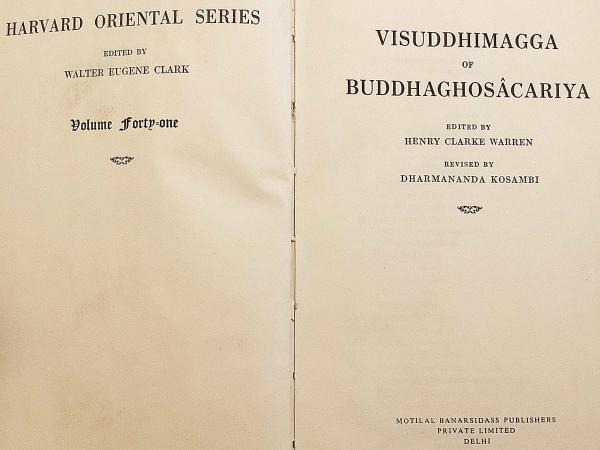 HARVARD ORIENTAL SERIES
EDITED BY
WALTER EUGENE CLARK
Volume Forty-one
VISUDDHIMAGGA
OF
BUDDHAGHOSÂCARIYA
EDITED BY
HENRY CLARKE WARREN
REVISED BY
DHARMANANDA KOSAMBI
MOTILAL BANARSIDASS PUBLISHERS
PRIVATE LIMITED
DELHI